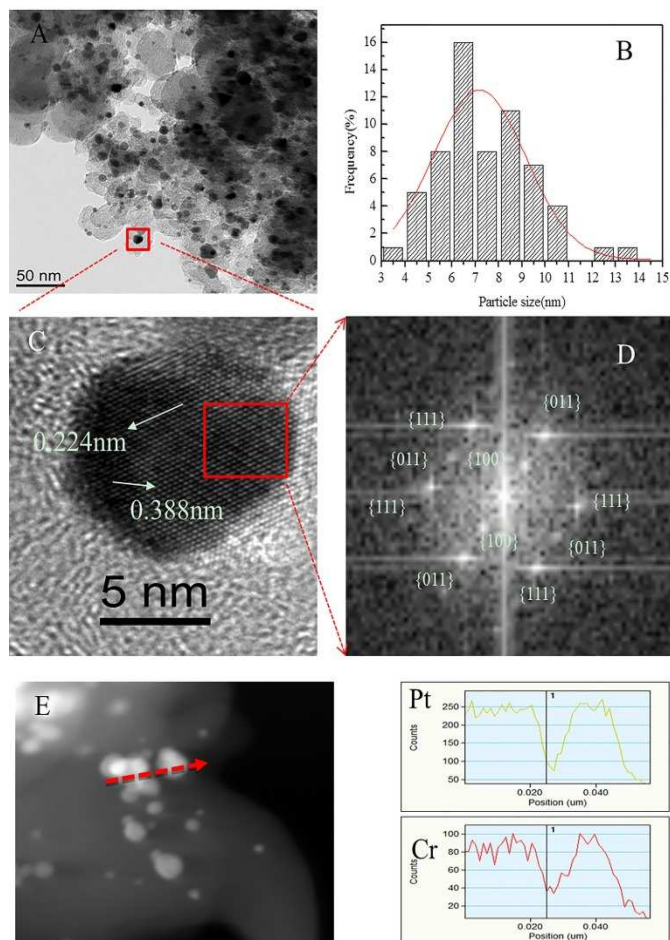 A
50 nm
B
Frequency(%)
16
14
12
10
8
6
4
2
0
3 4 5 6 7 8 9 10 11 12 13 14 15
Particle size(nm)
C
0.224nm
0.388nm
5 nm
D
{111}
{011}
{011}
{100}
{111}
{111}
{100}
{011}
{011}
{111}
E
Pt
Counts
250
200
150
100
50
1
0.020 0.040
Position (um)
Cr
Counts
100
80
60
40
20
1
0.020 0.040
Position (um)